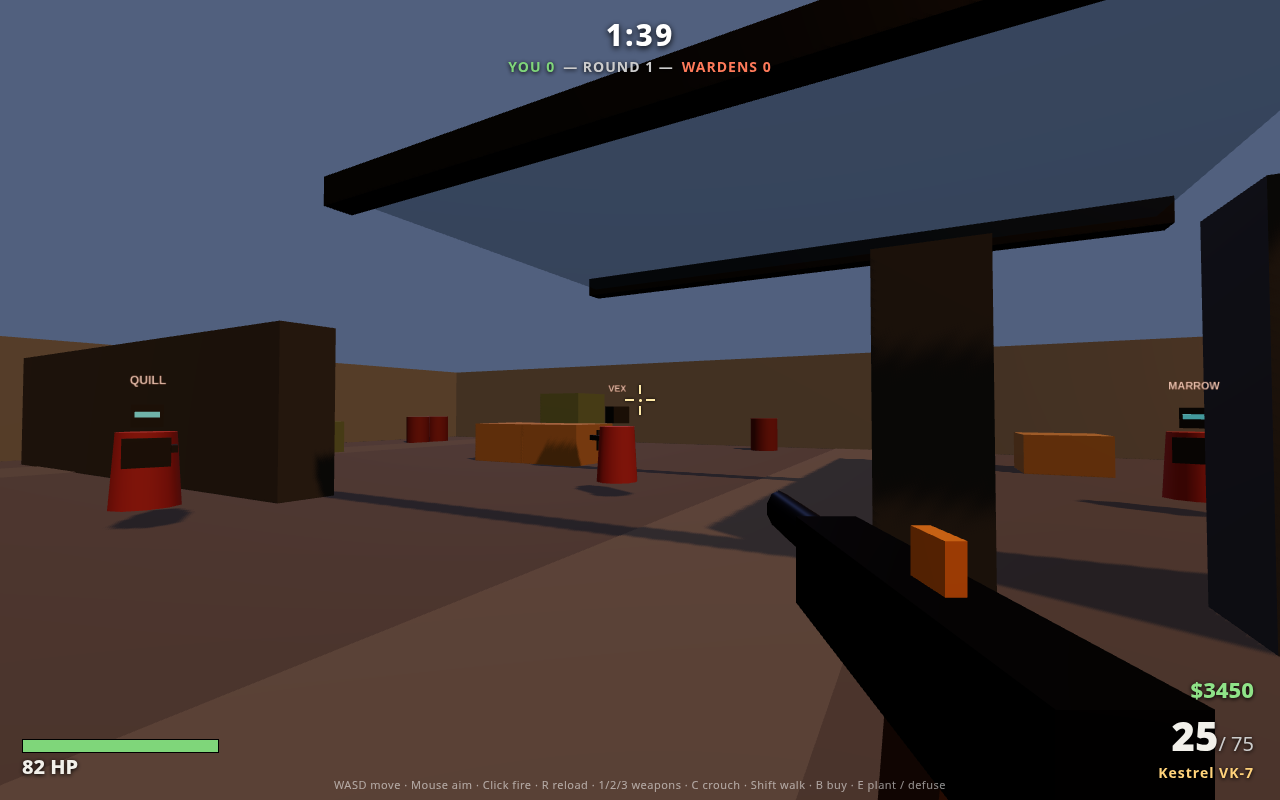 1:39
YOU 0 — ROUND 1 — WARDENS 0
QUILL
VEX
MARROW
$3450
25 / 75
82 HP
Kestrel VK-7
WASD move · Mouse aim · Click fire · R reload · 1/2/3 weapons · C crouch · Shift walk · B buy · E plant / defuse